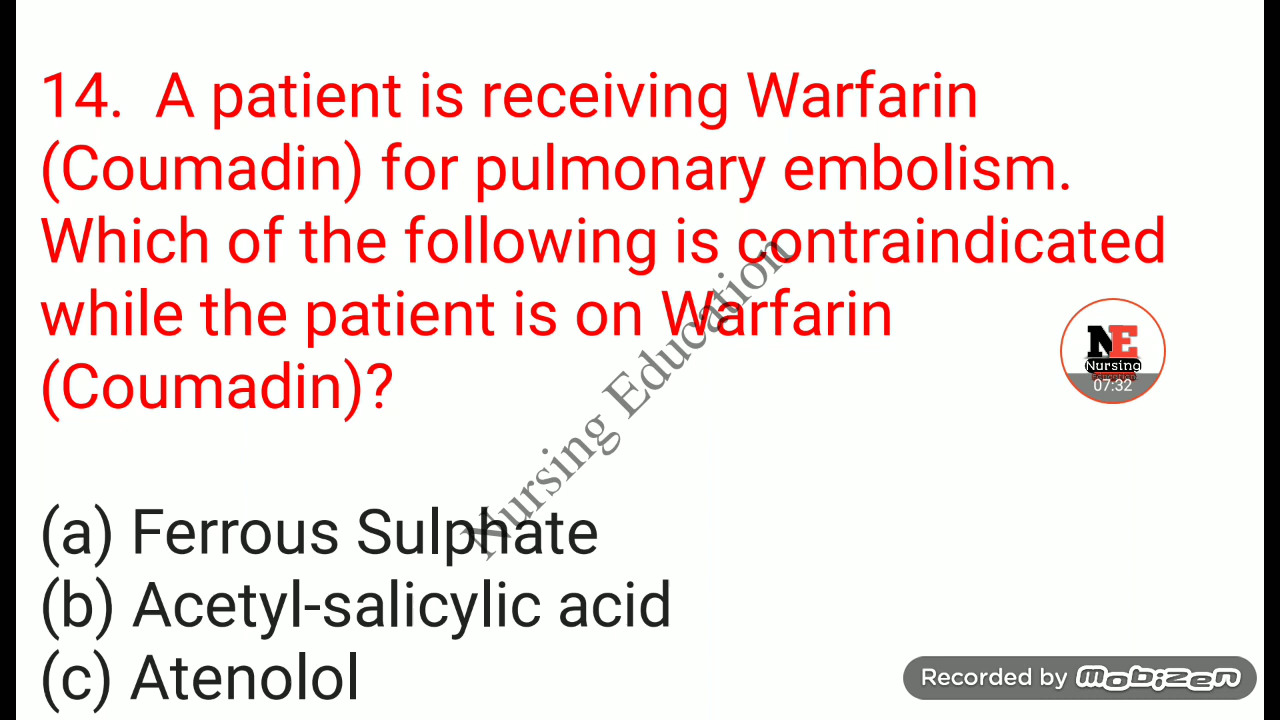 14. A patient is receiving Warfarin
(Coumadin) for pulmonary embolism.
Which of the following is contraindicated
while the patient is on Warfarin
(Coumadin)?
Nursing Education
NE
Nursing
07:32
(a) Ferrous Sulphate
(b) Acetyl-salicylic acid
(c) Atenolol
Recorded by mobizen